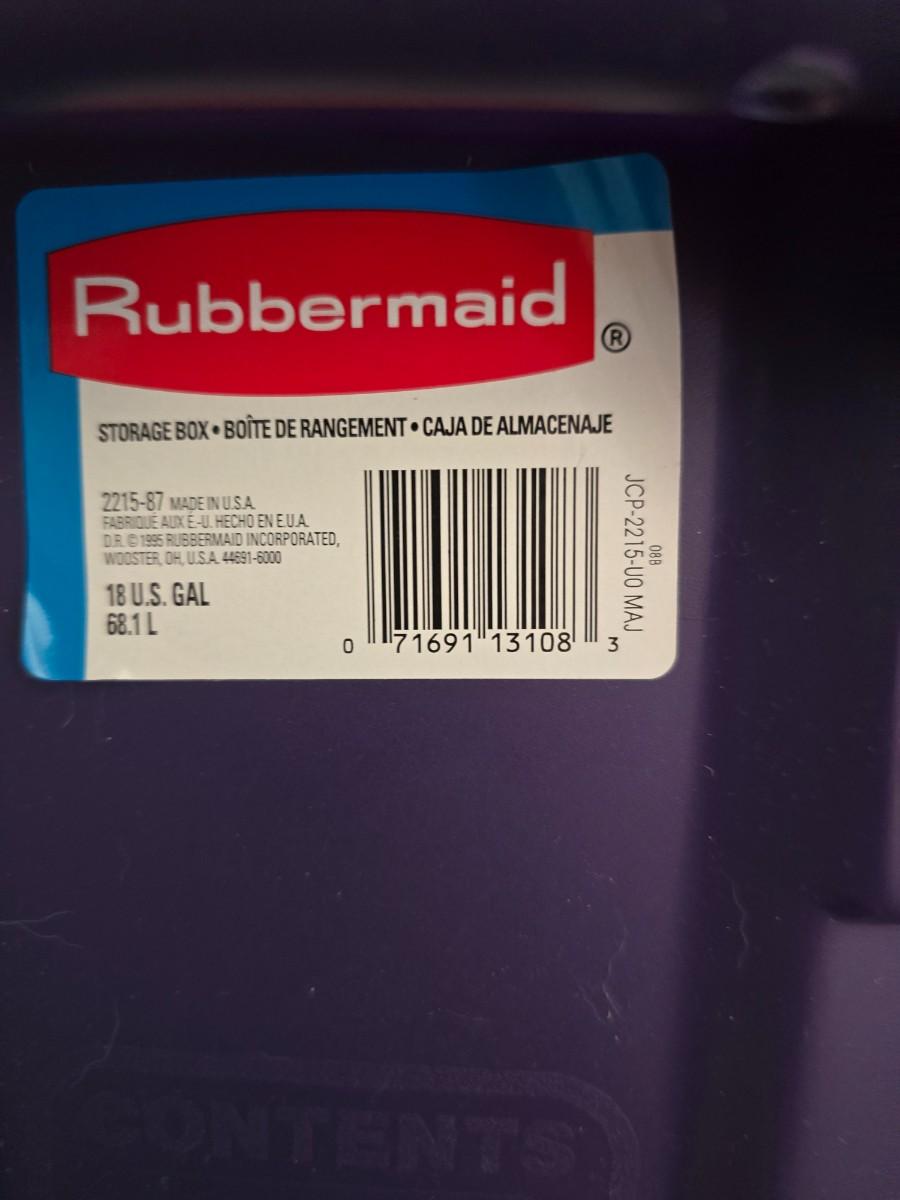 Rubbermaid
®
STORAGE BOX • BOÎTE DE RANGEMENT • CAJA DE ALMACENAJE
2215-87 MADE IN U.S.A.
FABRIQUÉ AUX É.-U. HECHO EN E.U.A.
D.R. © 1995 RUBBERMAID INCORPORATED,
WOOSTER, OH, U.S.A. 44691-6000
18 U.S. GAL
68.1 L
0 71691 13108 3
JCP-2215-U0 MAJ
08B
CONTENTS